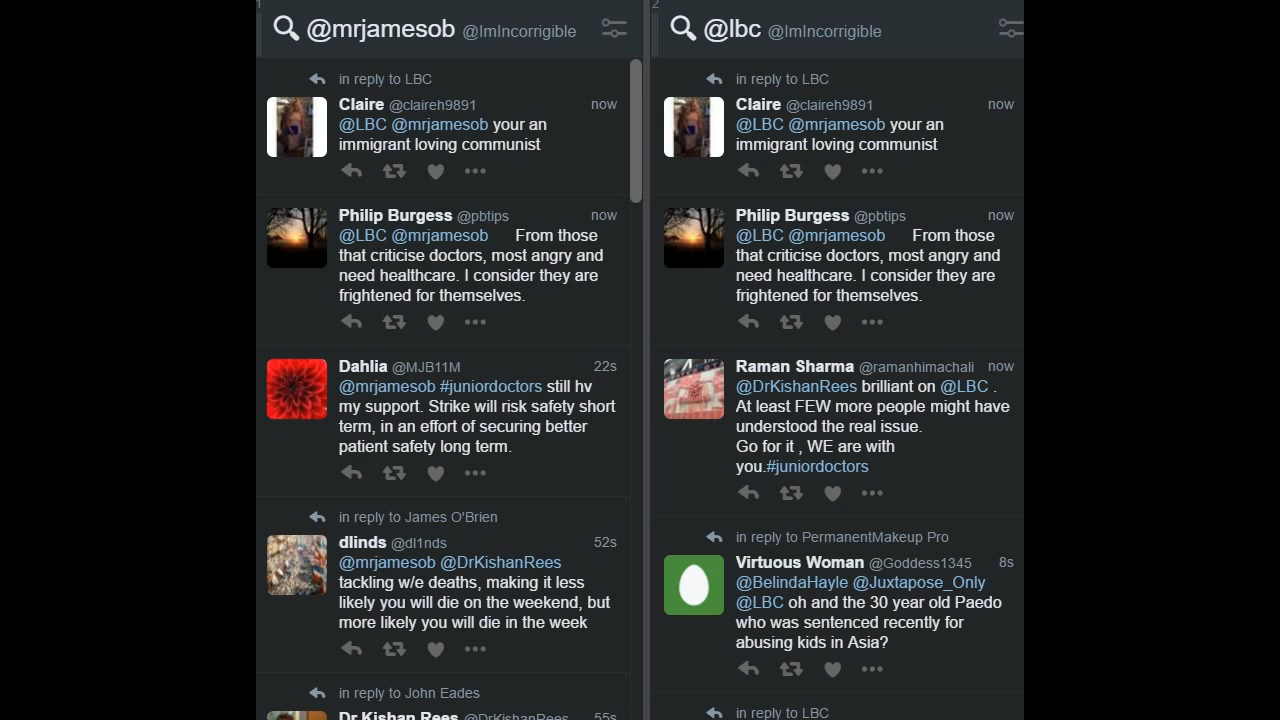 1
@mrjamesob @ImIncorrigible
in reply to LBC
Claire @claireh9891 now
@LBC @mrjamesob your an
immigrant loving communist
Philip Burgess @pbtips now
@LBC @mrjamesob From those
that criticise doctors, most angry and
need healthcare. I consider they are
frightened for themselves.
Dahlia @MJB11M 22s
@mrjamesob #juniordoctors still hv
my support. Strike will risk safety short
term, in an effort of securing better
patient safety long term.
in reply to James O'Brien
dlinds @dl1nds 52s
@mrjamesob @DrKishanRees
tackling w/e deaths, making it less
likely you will die on the weekend, but
more likely you will die in the week
in reply to John Eades
Dr Kishan Rees @DrKishanRees 55s
2
@lbc @ImIncorrigible
in reply to LBC
Claire @claireh9891 now
@LBC @mrjamesob your an
immigrant loving communist
Philip Burgess @pbtips now
@LBC @mrjamesob From those
that criticise doctors, most angry and
need healthcare. I consider they are
frightened for themselves.
Raman Sharma @ramanhimachali now
@DrKishanRees brilliant on @LBC .
At least FEW more people might have
understood the real issue.
Go for it , WE are with
you.#juniordoctors
in reply to PermanentMakeup Pro
Virtuous Woman @Goddess1345 8s
@BelindaHayle @Juxtapose_Only
@LBC oh and the 30 year old Paedo
who was sentenced recently for
abusing kids in Asia?
in reply to LBC